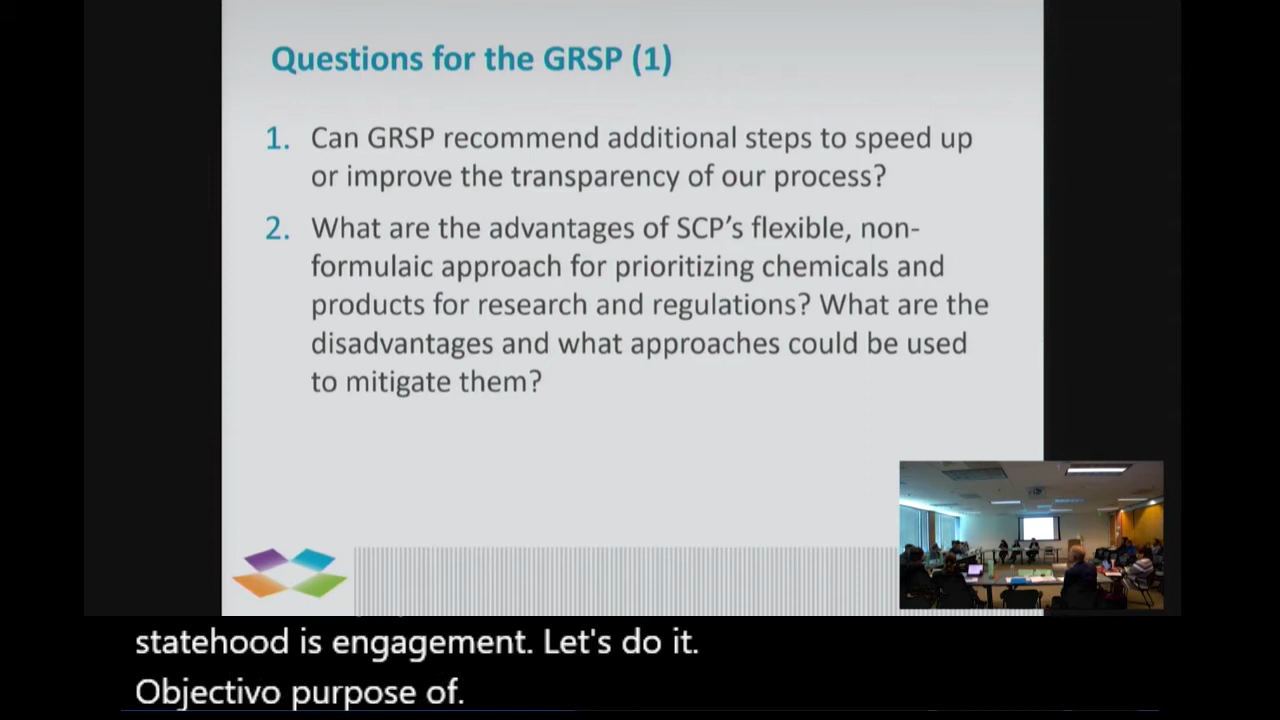 Questions for the GRSP (1)
1. Can GRSP recommend additional steps to speed up
or improve the transparency of our process?
2. What are the advantages of SCP’s flexible, non-
formulaic approach for prioritizing chemicals and
products for research and regulations? What are the
disadvantages and what approaches could be used
to mitigate them?
statehood is engagement. Let's do it.
Objectivo purpose of.